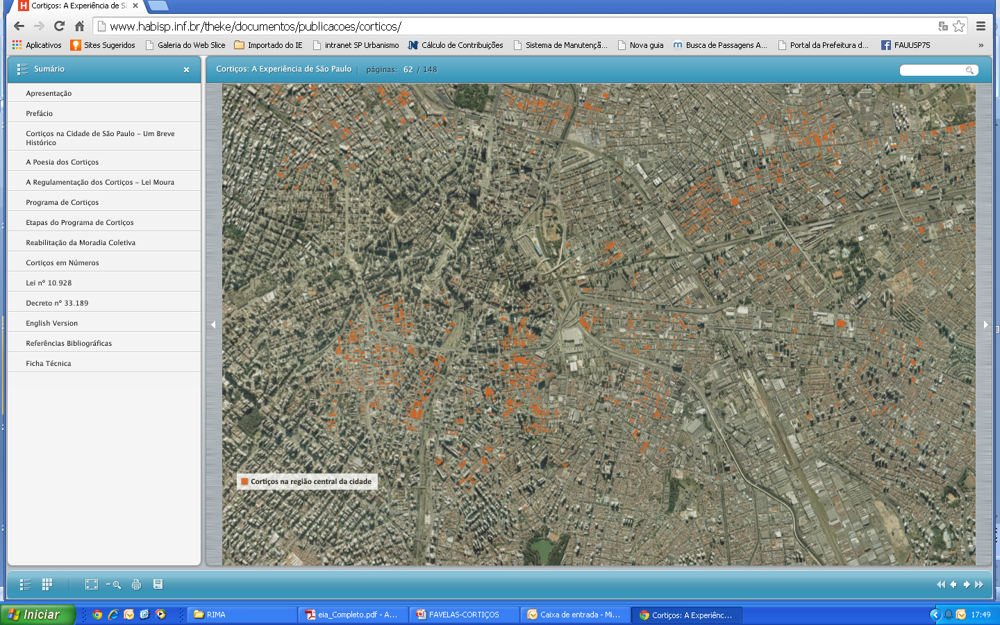 Cortiços: A Experiência de S
www.habisp.inf.br/theke/documentos/publicacoes/corticos/
Aplicativos
Sites Sugeridos
Galeria do Web Slice
Importado do IE
intranet SP Urbanismo
Cálculo de Contribuições
Sistema de Manutençã...
Nova guia
Busca de Passagens A...
Portal da Prefeitura d...
FAUUSP75
»
Sumário
Cortiços: A Experiência de São Paulo | páginas: 62 / 148
Apresentação
Prefácio
Cortiços na Cidade de São Paulo – Um Breve
Histórico
A Poesia dos Cortiços
A Regulamentação dos Cortiços – Lei Moura
Programa de Cortiços
Etapas do Programa de Cortiços
Reabilitação da Moradia Coletiva
Cortiços em Números
Lei nº 10.928
Decreto nº 33.189
English Version
Referências Bibliográficas
Ficha Técnica
Cortiços na região central da cidade
Iniciar
RIMA
eia_Completo.pdf - A...
FAVELAS-CORTIÇOS
Caixa de entrada - Mi...
Cortiços: A Experiênc...
17:49